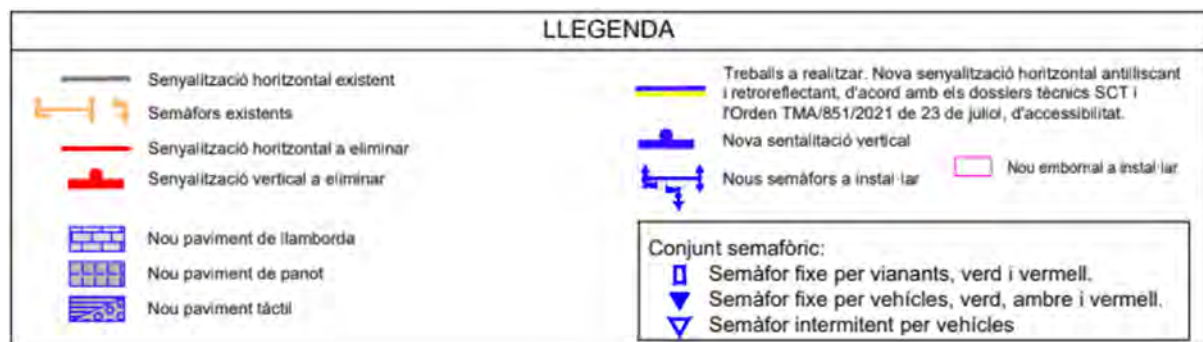 LLEGENDA
Senyalització horitzontal existent
Semàfors existents
Senyalització horitzontal a eliminar
Senyalització vertical a eliminar
Nou paviment de llamborda
Nou paviment de panot
Nou paviment tàctil
Treballs a realitzar. Nova senyalització horitzontal antilliscant
i retroreflectant, d'acord amb els dossiers tècnics SCT i
l'Orden TMA/851/2021 de 23 de juliol, d'accessibilitat.
Nova sentalitació vertical
Nous semàfors a instal·lar
Nou embornal a instal·lar
Conjunt semafòric:
Semàfor fixe per vianants, verd i vermell.
Semàfor fixe per vehícles, verd, ambre i vermell.
Semàfor intermitent per vehícles